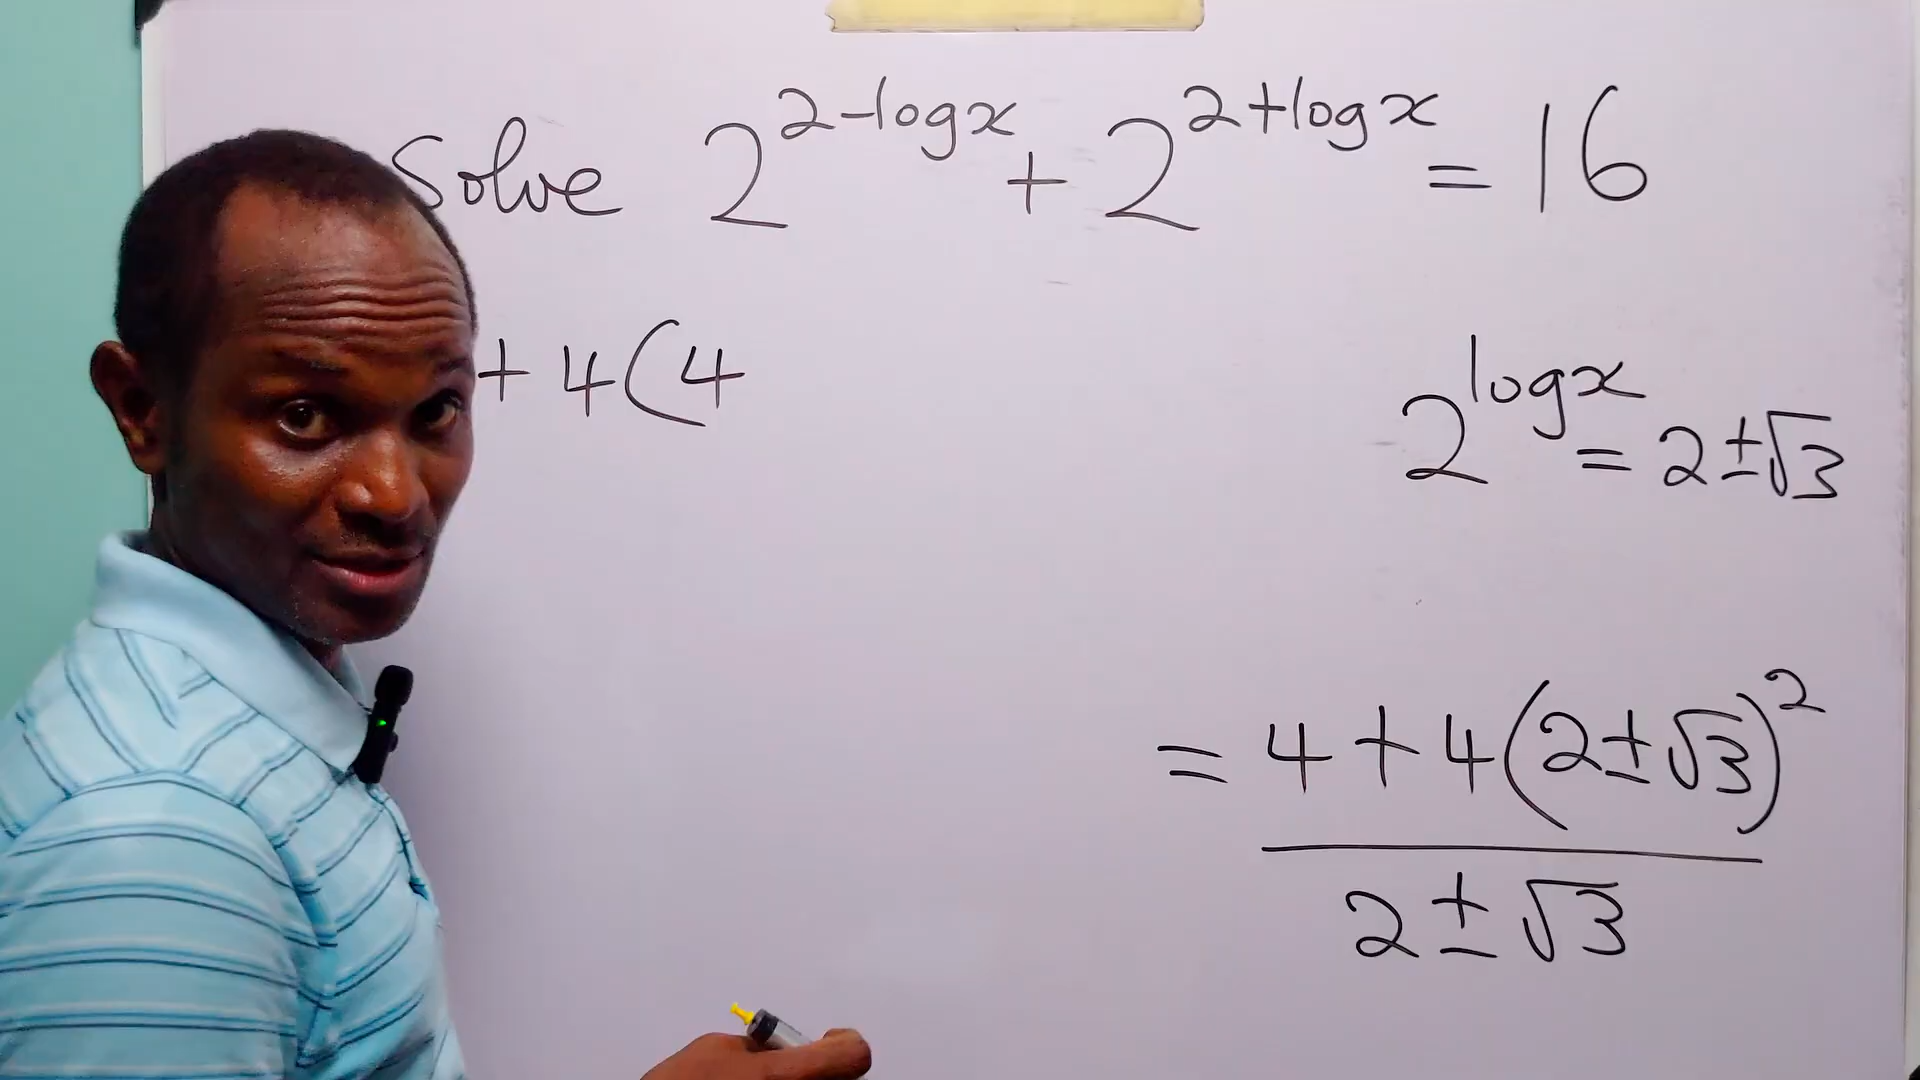 Solve 2^(2-logx) + 2^(2+logx) = 16
+ 4(4
2^(logx) = 2±√3
= 4+4(2±√3)²
2±√3